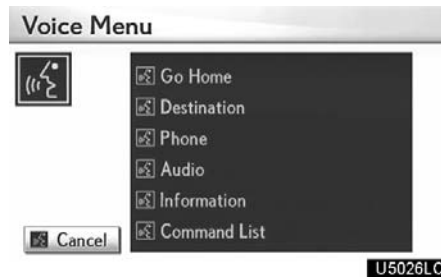 Voice Menu
Go Home
Destination
Phone
Audio
Information
Command List
Cancel
U5026LC